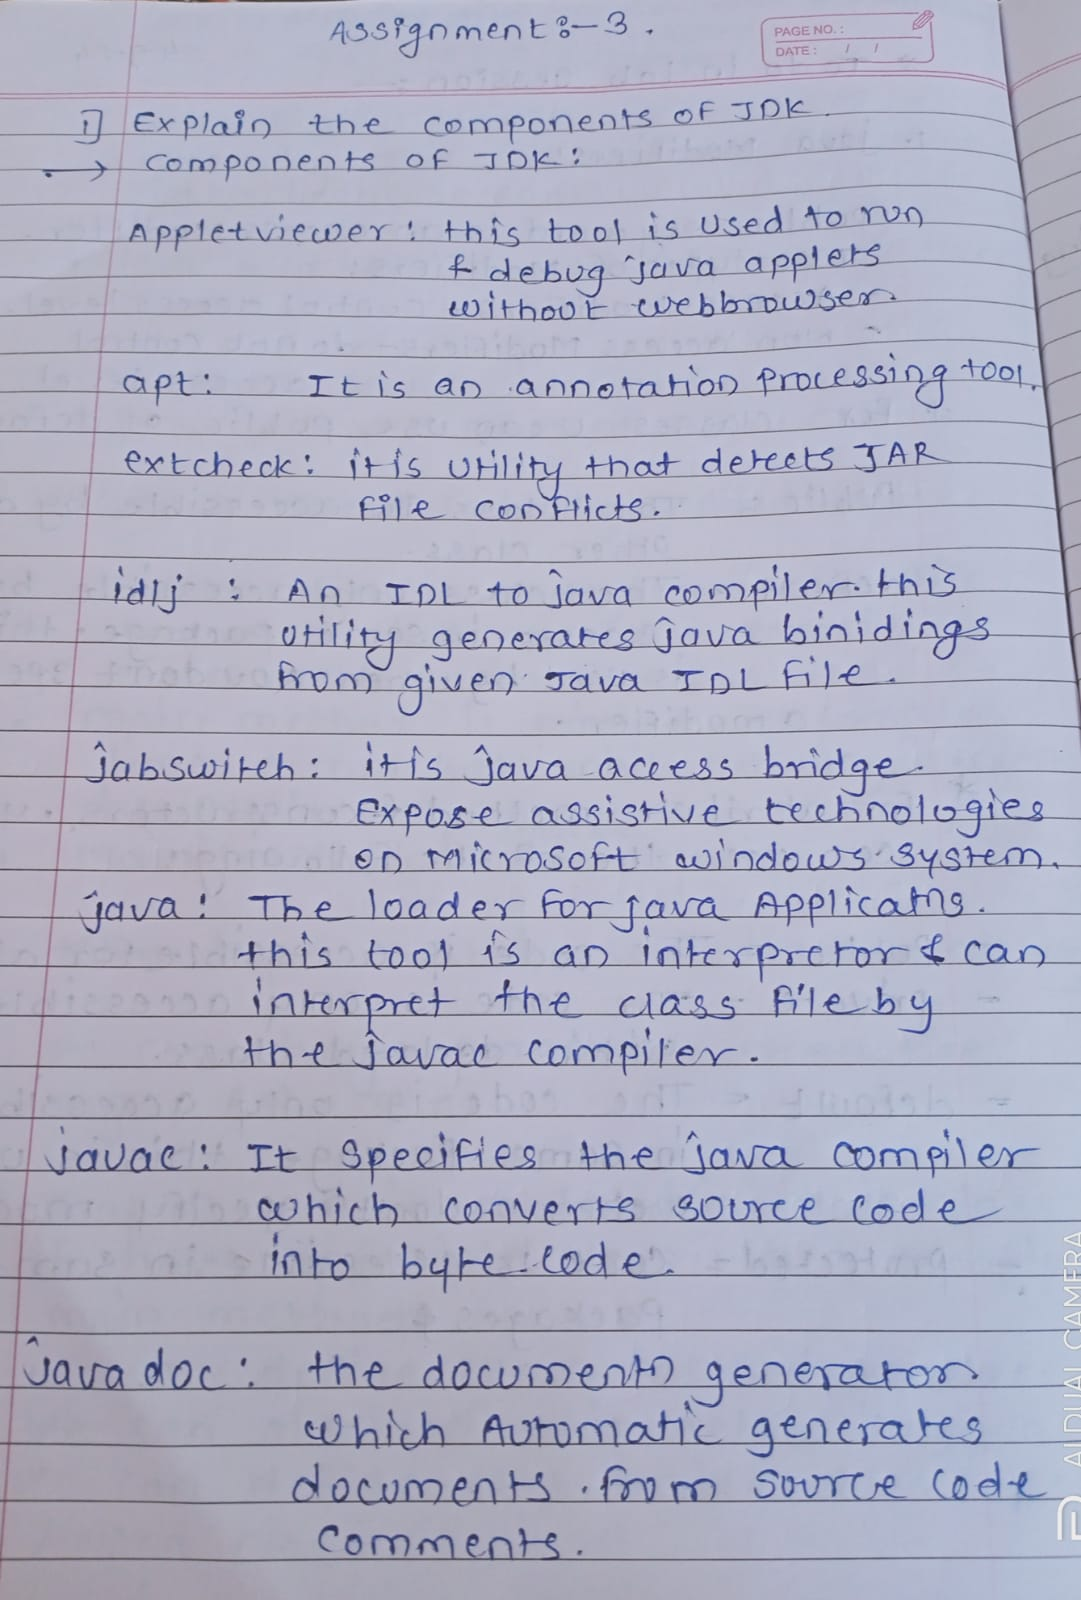 Assignment :- 3.
PAGE NO. :
DATE : / /
1] Explain the components of JDK.
→ components of JDK:
Appletviewer: this tool is used to run
& debug java applets
without webbrowser.
apt: It is an annotation processing tool.
extcheck: it is utility that detects JAR
file conflicts.
idlj : An IDL to java compiler. this
utility generates java binidings
from given Java IDL file.
jabswitch: it is java access bridge.
Expose assistive technologies
on Microsoft windows system.
java: The loader for java Applicatns.
this tool is an interpretor & can
interpret the class file by
the javac compiler.
javac: It specifies the java compiler
which converts source code
into byte code.
javadoc: the documentn generator
which Automatic generates
documents from source code
comments.
AI DUAL CAMERA